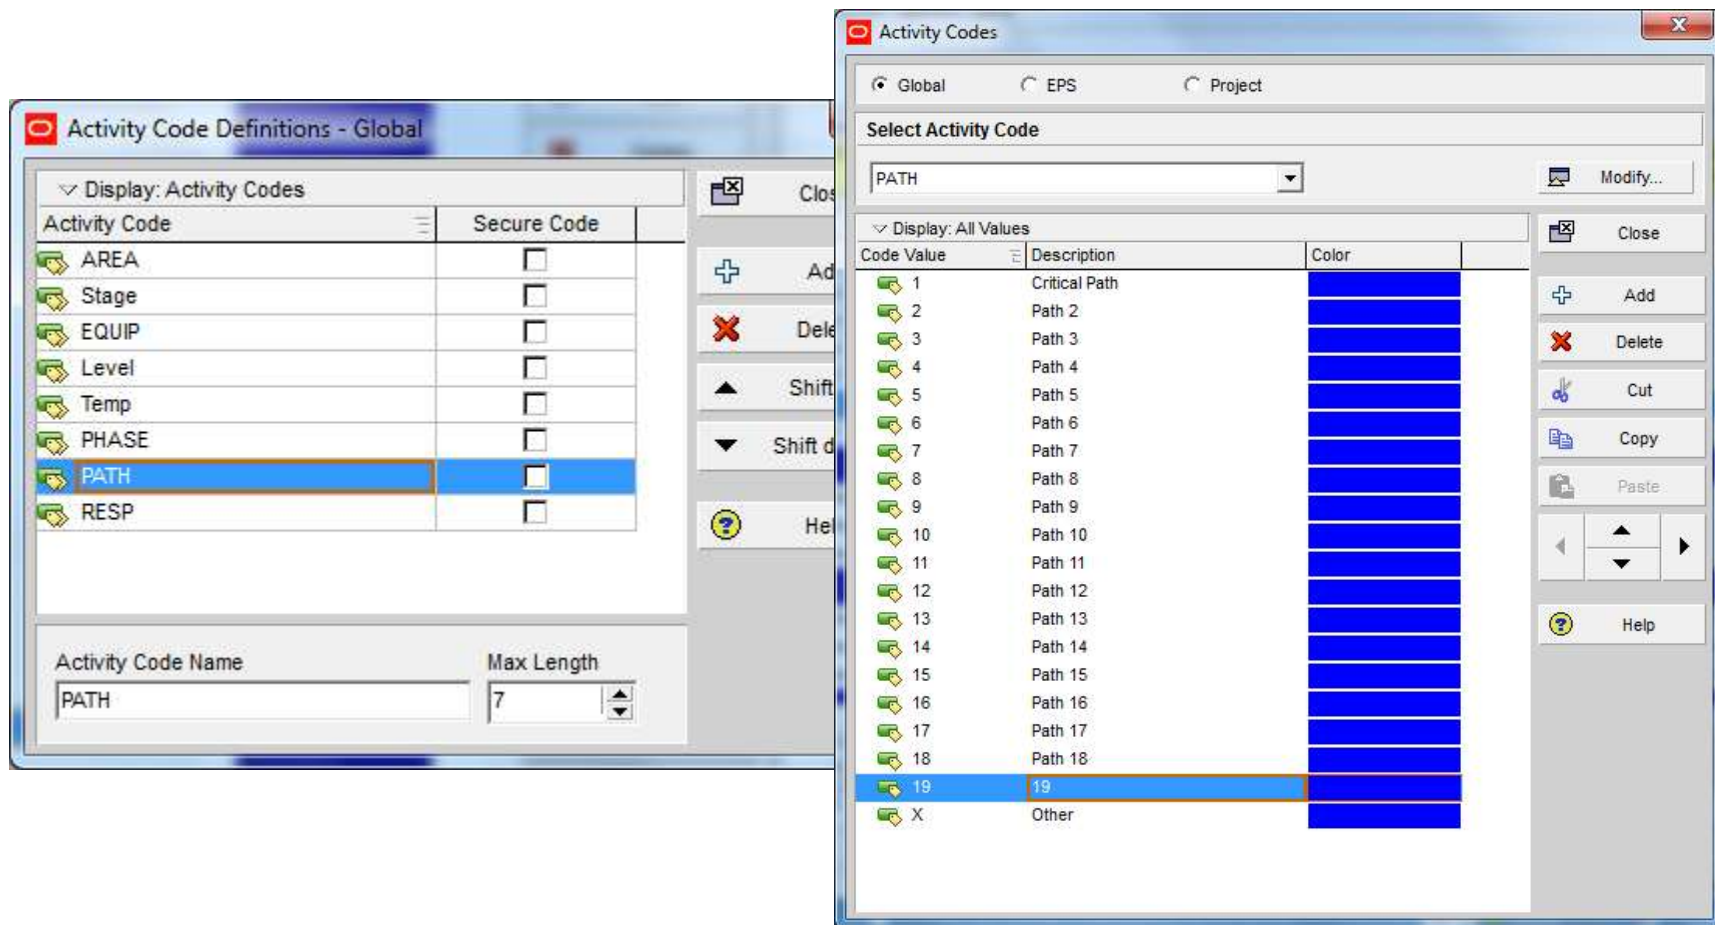 Activity Code Definitions - Global
Display: Activity Codes
Activity Code Secure Code
AREA
Stage
EQUIP
Level
Temp
PHASE
PATH
RESP
Activity Code Name Max Length
PATH 7
Shift
Activity Codes
Global EPS Project
Select Activity Code
PATH Modify...
Display: All Values
Code Value Description Color
1 Critical Path
2 Path 2
3 Path 3
4 Path 4
5 Path 5
6 Path 6
7 Path 7
8 Path 8
9 Path 9
10 Path 10
11 Path 11
12 Path 12
13 Path 13
14 Path 14
15 Path 15
16 Path 16
17 Path 17
18 Path 18
19 19
X Other
Close
Add
Delete
Cut
Copy
Paste
Help